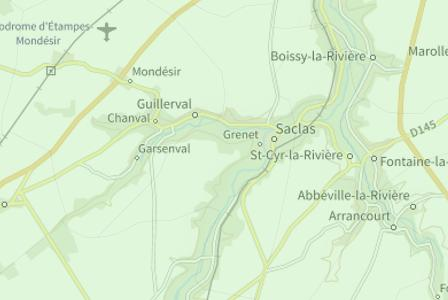 odrome d'Étampes-
Mondésir
Boissy-la-Rivière
Marolle
Mondésir
Guillerval
Chanval
Grenet
Saclas
D145
Garsenval
St-Cyr-la-Rivière
Fontaine-la-
Abbéville-la-Rivière
Arrancourt